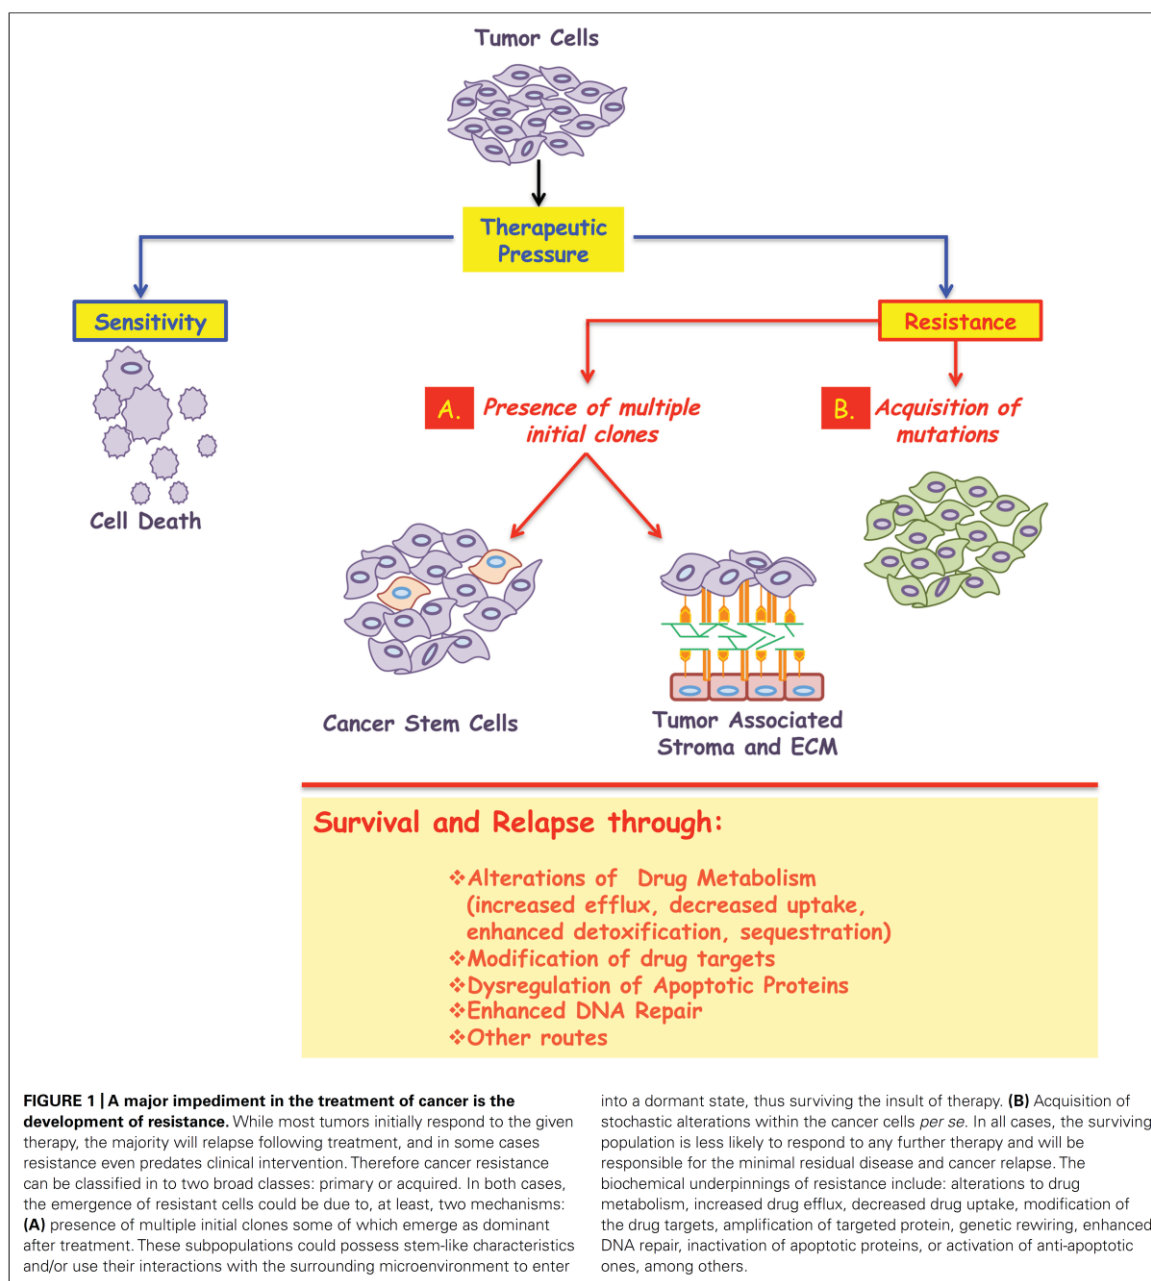 Tumor Cells
Therapeutic
Pressure
Sensitivity
Resistance
A.
Presence of multiple
initial clones
B.
Acquisition of
mutations
Cell Death
Cancer Stem Cells
Tumor Associated
Stroma and ECM
Survival and Relapse through:
❖Alterations of Drug Metabolism
(increased efflux, decreased uptake,
enhanced detoxification, sequestration)
❖Modification of drug targets
❖Dysregulation of Apoptotic Proteins
❖Enhanced DNA Repair
❖Other routes
FIGURE 1 | A major impediment in the treatment of cancer is the
development of resistance. While most tumors initially respond to the given
therapy, the majority will relapse following treatment, and in some cases
resistance even predates clinical intervention. Therefore cancer resistance
can be classified in to two broad classes: primary or acquired. In both cases,
the emergence of resistant cells could be due to, at least, two mechanisms:
(A) presence of multiple initial clones some of which emerge as dominant
after treatment. These subpopulations could possess stem-like characteristics
and/or use their interactions with the surrounding microenvironment to enter
into a dormant state, thus surviving the insult of therapy. (B) Acquisition of
stochastic alterations within the cancer cells per se. In all cases, the surviving
population is less likely to respond to any further therapy and will be
responsible for the minimal residual disease and cancer relapse. The
biochemical underpinnings of resistance include: alterations to drug
metabolism, increased drug efflux, decreased drug uptake, modification of
the drug targets, amplification of targeted protein, genetic rewiring, enhanced
DNA repair, inactivation of apoptotic proteins, or activation of anti-apoptotic
ones, among others.